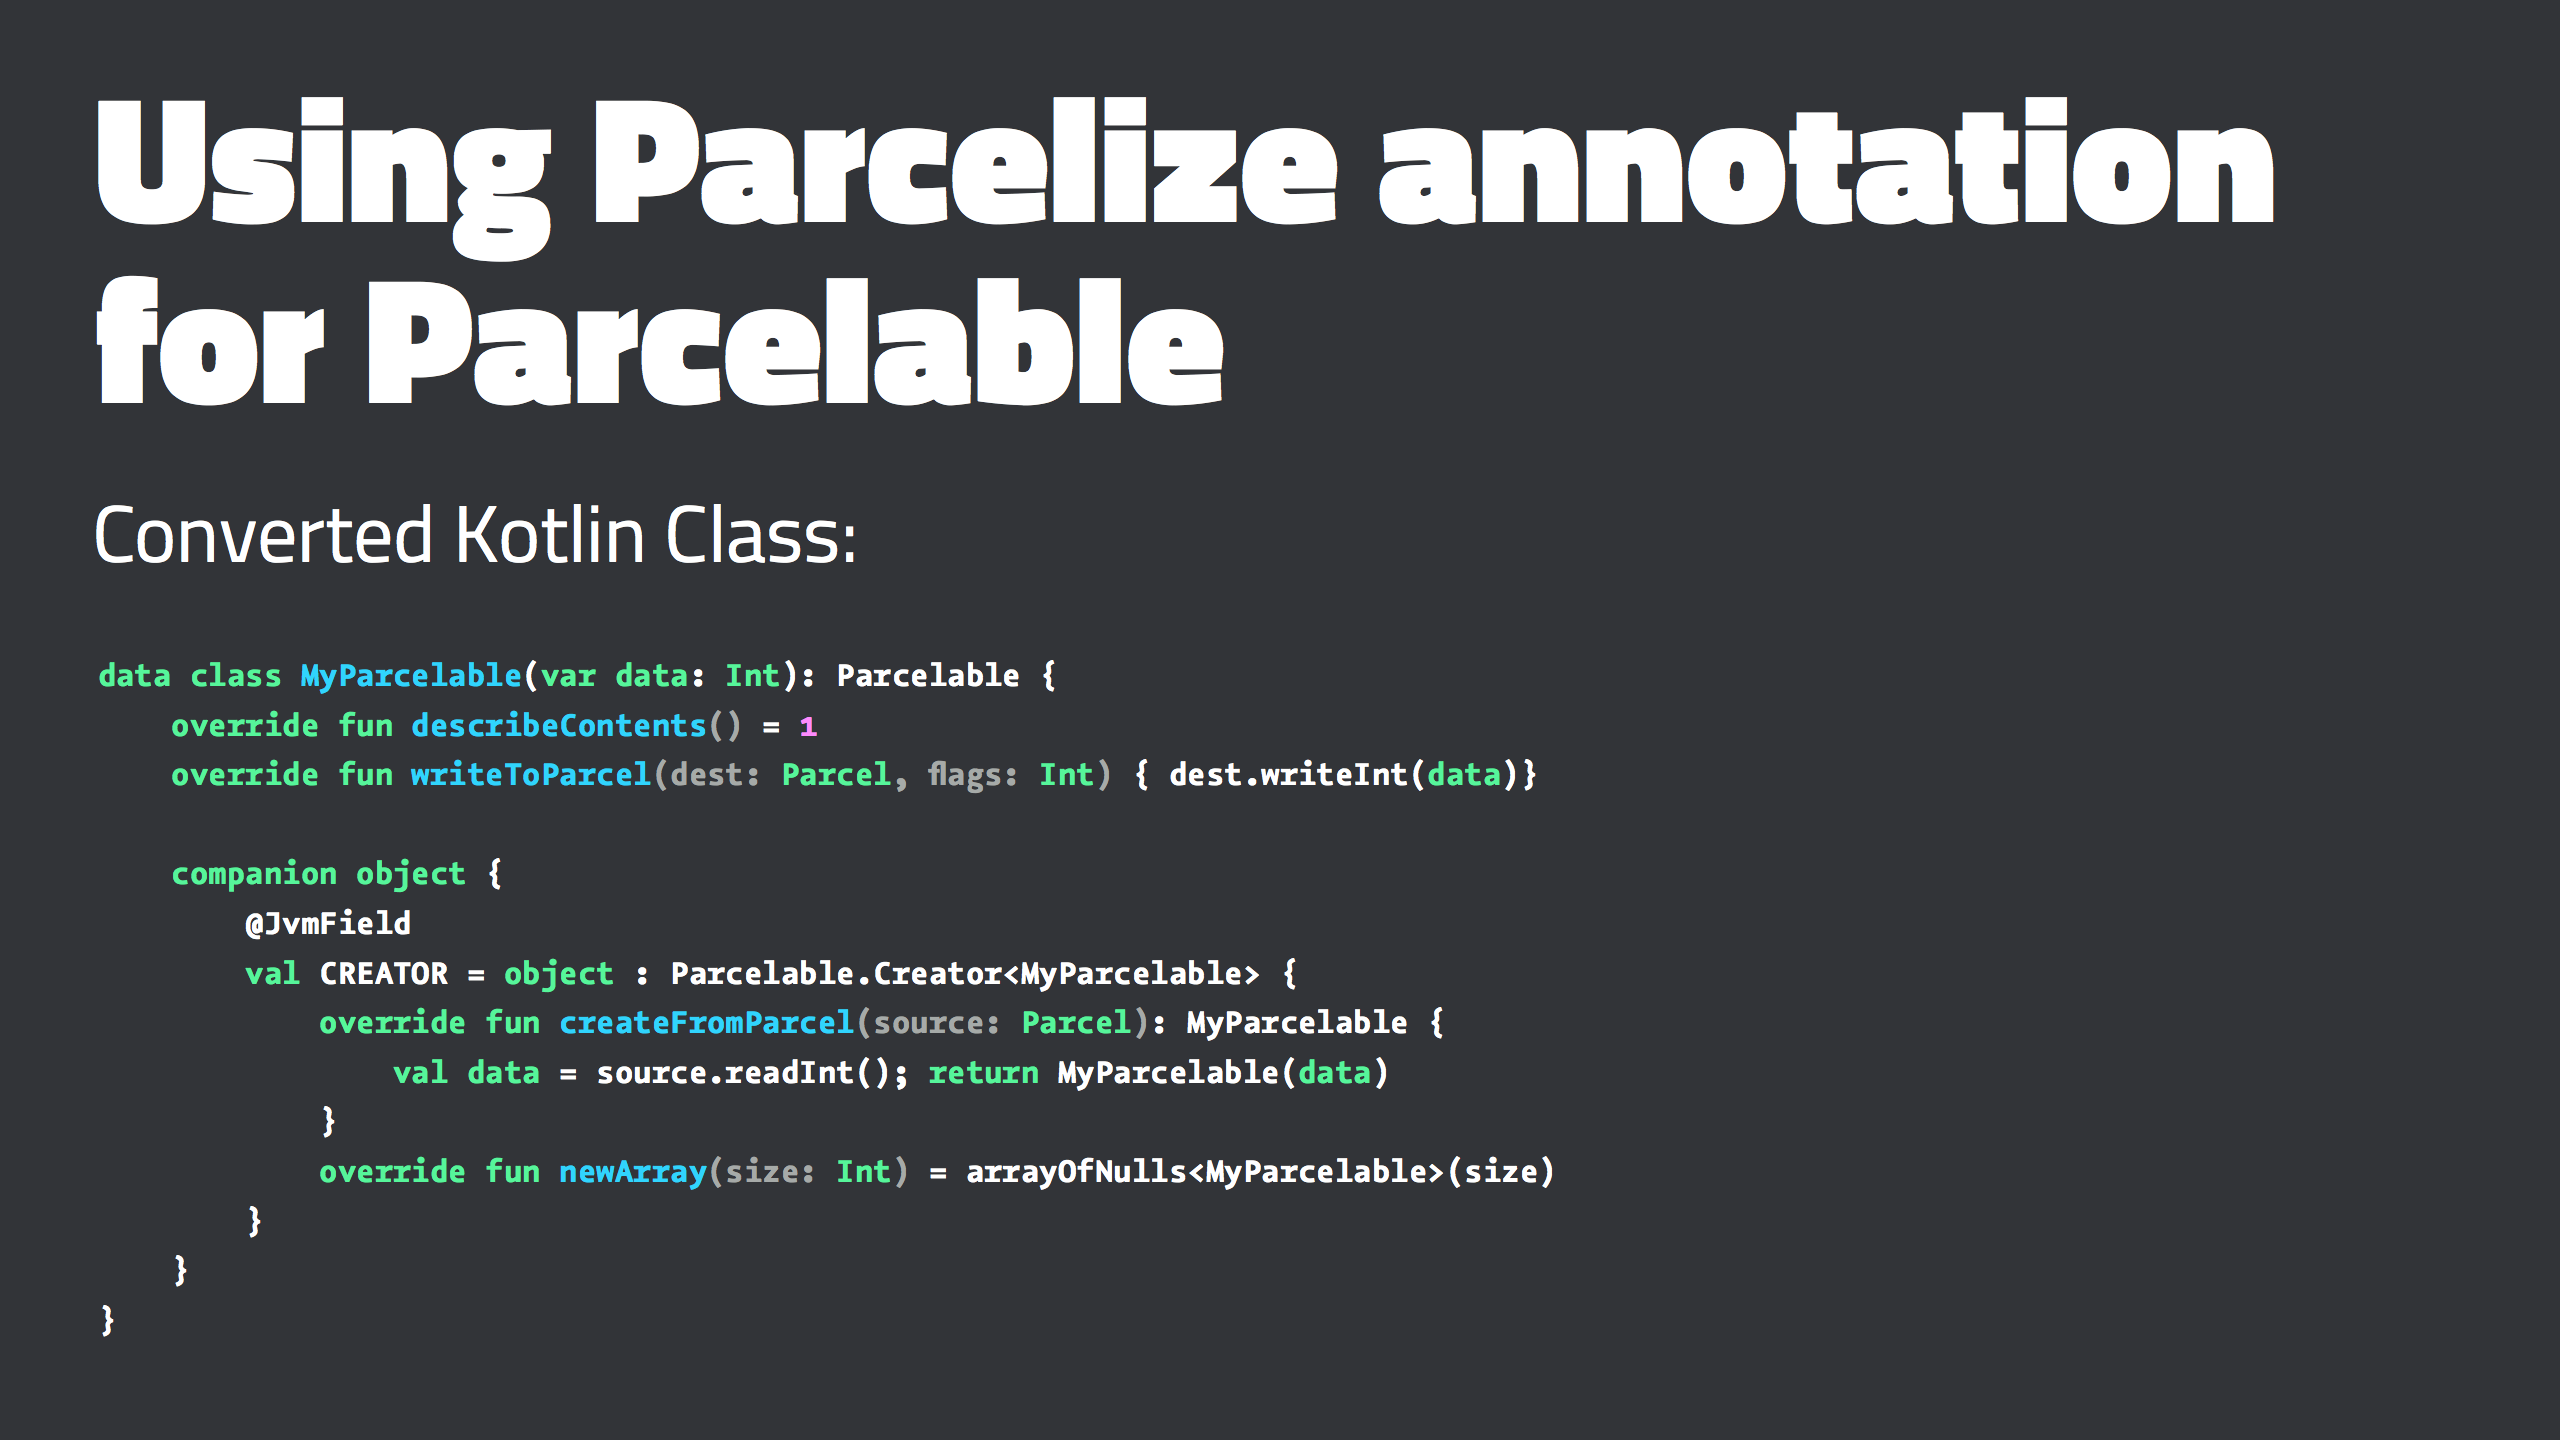 Using Parcelize annotation
for Parcelable
Converted Kotlin Class:
data class MyParcelable(var data: Int): Parcelable {
    override fun describeContents() = 1
    override fun writeToParcel(dest: Parcel, flags: Int) { dest.writeInt(data)}
    companion object {
        @JvmField
        val CREATOR = object : Parcelable.Creator<MyParcelable> {
            override fun createFromParcel(source: Parcel): MyParcelable {
                val data = source.readInt(); return MyParcelable(data)
            }
            override fun newArray(size: Int) = arrayOfNulls<MyParcelable>(size)
        }
    }
}